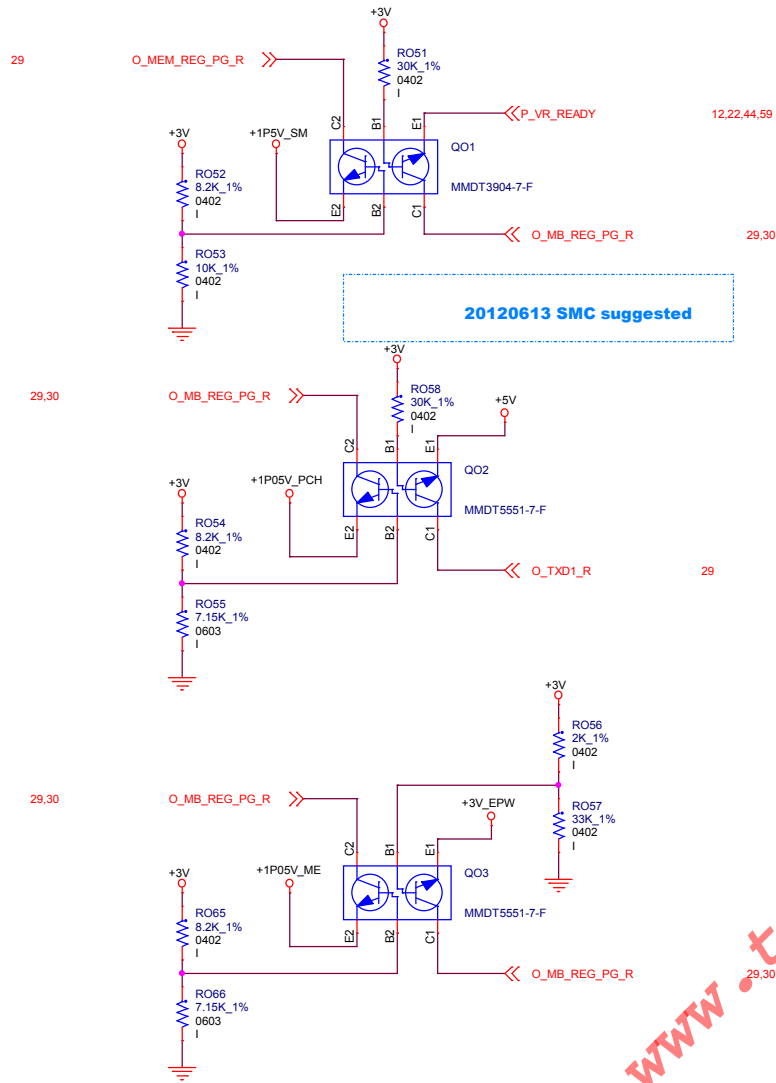 +3V
29 O_MEM_REG_PG_R
RO51
30K_1%
0402
I
C2 B1 E1
P_VR_READY 12,22,44,59
+3V
+1P5V_SM
QO1
MMDT3904-7-F
RO52
8.2K_1%
0402
I
E2 B2 C1
O_MB_REG_PG_R 29,30
RO53
10K_1%
0402
I
20120613 SMC suggested
+3V
29,30 O_MB_REG_PG_R
RO58
30K_1%
0402
I
+5V
C2 B1 E1
+3V
+1P05V_PCH
QO2
MMDT5551-7-F
RO54
8.2K_1%
0402
I
E2 B2 C1
O_TXD1_R 29
RO55
7.15K_1%
0603
I
+3V
RO56
2K_1%
0402
I
29,30 O_MB_REG_PG_R
+3V_EPW
RO57
33K_1%
0402
I
C2 B1 E1
+3V
+1P05V_ME
QO3
MMDT5551-7-F
RO65
8.2K_1%
0402
I
E2 B2 C1
O_MB_REG_PG_R 29,30
RO66
7.15K_1%
0603
I
www.t